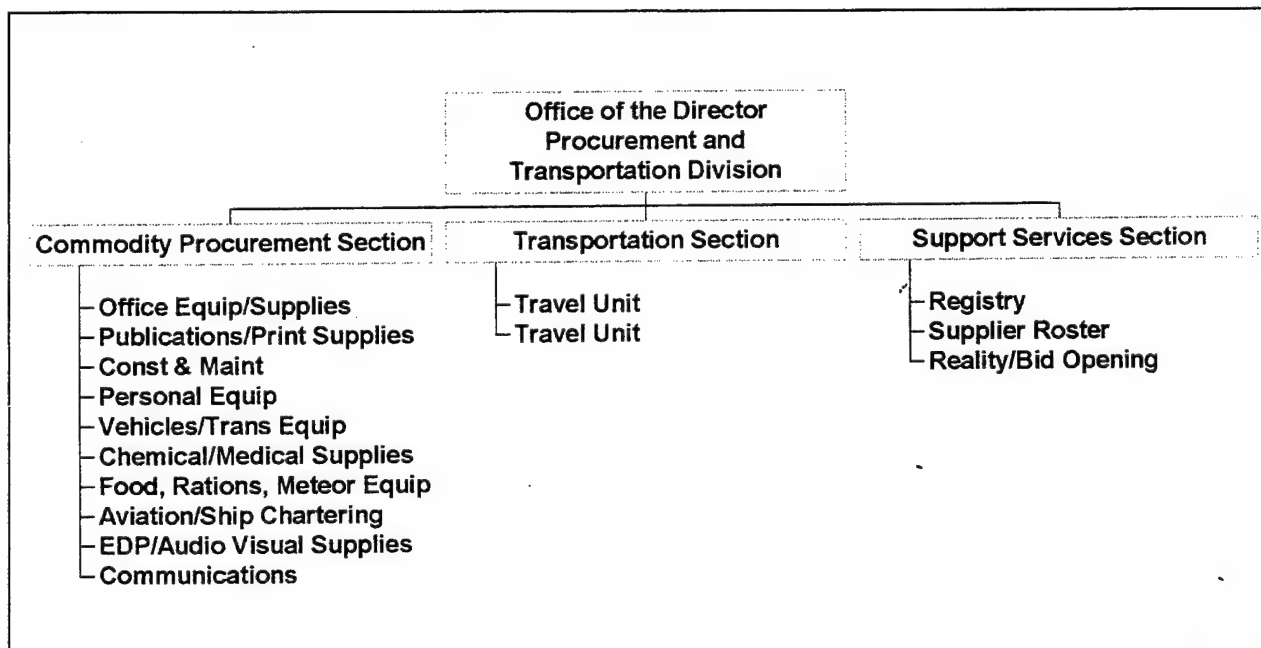 Office of the Director
Procurement and
Transportation Division
Commodity Procurement Section
Office Equip/Supplies
Publications/Print Supplies
Const & Maint
Personal Equip
Vehicles/Trans Equip
Chemical/Medical Supplies
Food, Rations, Meteor Equip
Aviation/Ship Chartering
EDP/Audio Visual Supplies
Communications
Transportation Section
Travel Unit
Travel Unit
Support Services Section
Registry
Supplier Roster
Reality/Bid Opening